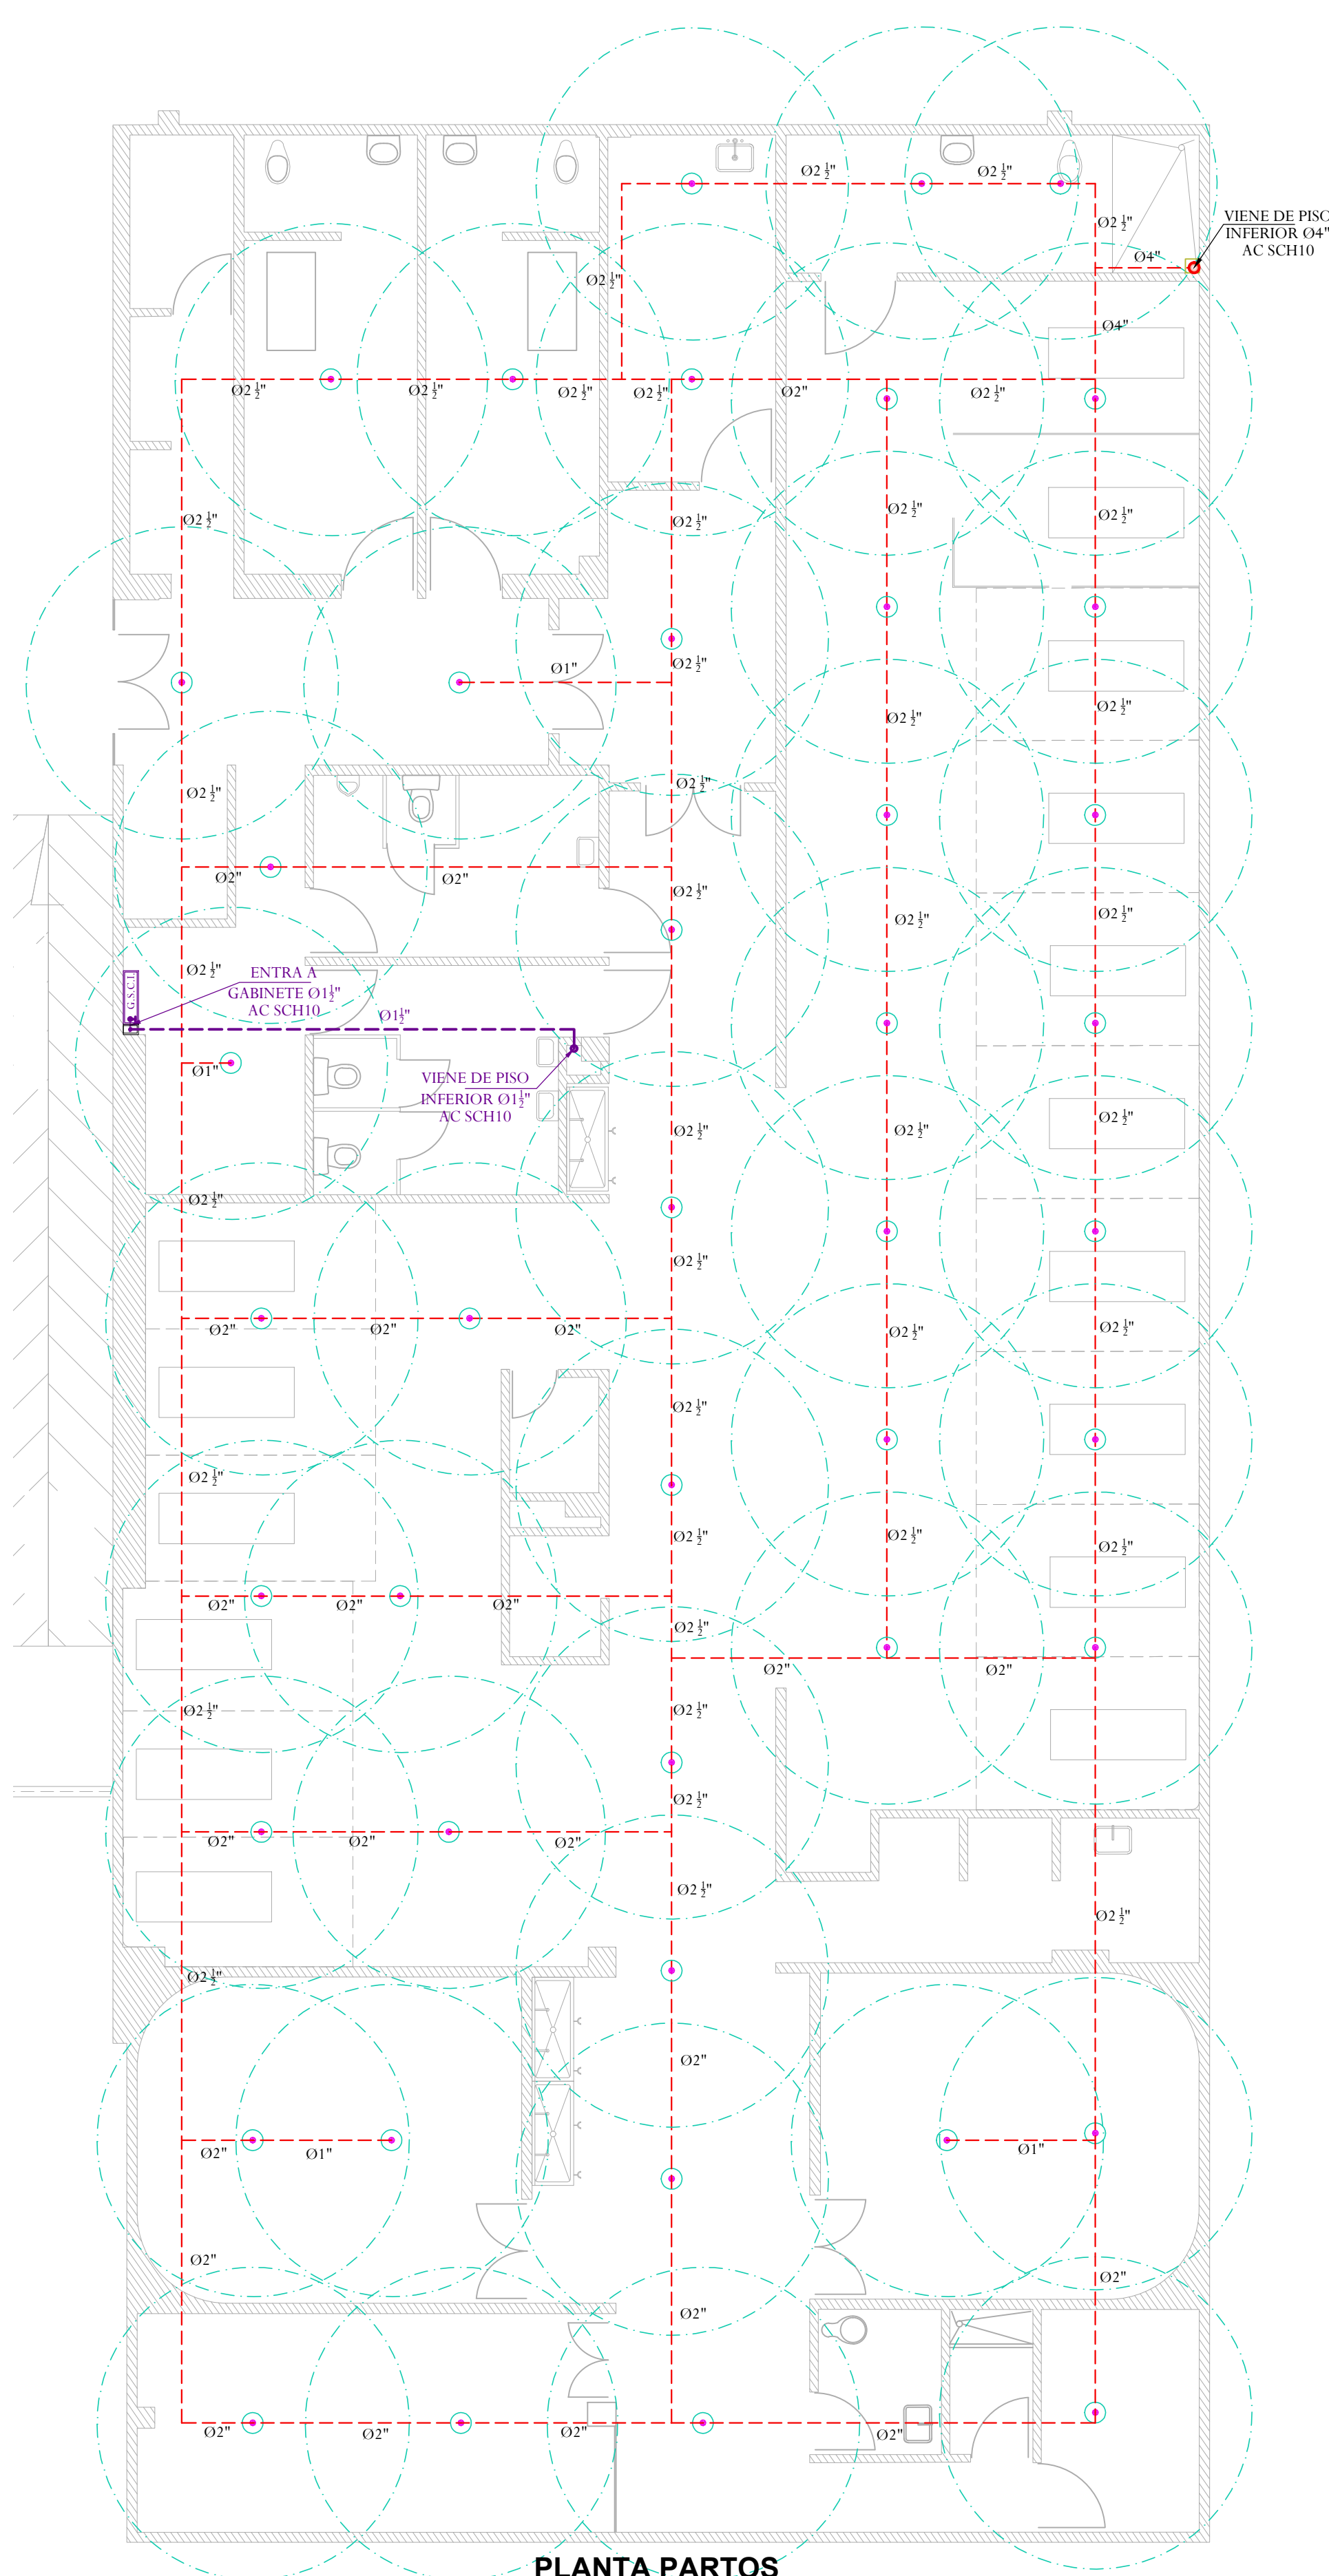 Ø2 ½" Ø2 ½"
VIENE DE PISO
INFERIOR Ø4"
AC SCH10
Ø2 ½"
Ø4"
Ø2 ½"
Ø4"
Ø2 ½" Ø2 ½" Ø2 ½" Ø2 ½" Ø2" Ø2 ½"
Ø2 ½" Ø2 ½" Ø2 ½" Ø2 ½"
Ø1" Ø2 ½"
Ø2 ½" Ø2 ½"
Ø2 ½" Ø2 ½"
Ø2" Ø2"
Ø2 ½" Ø2 ½" Ø2 ½"
Ø2 ½"
G.S.C.I.
ENTRA A
GABINETE Ø1½"
AC SCH10
Ø1½"
Ø1"
VIENE DE PISO
INFERIOR Ø1½"
AC SCH10
Ø2 ½" Ø2 ½" Ø2 ½"
Ø2 ½"
Ø2 ½"
Ø2" Ø2" Ø2" Ø2 ½" Ø2 ½"
Ø2 ½"
Ø2 ½"
Ø2 ½" Ø2 ½" Ø2 ½"
Ø2" Ø2" Ø2"
Ø2 ½"
Ø2" Ø2"
Ø2 ½" Ø2 ½"
Ø2 ½"
Ø2" Ø2" Ø2"
Ø2 ½"
Ø2 ½"
Ø2 ½"
Ø2"
Ø2" Ø1" Ø1"
Ø2"
Ø2"
Ø2"
Ø2" Ø2" Ø2" Ø2"
PLANTA PARTOS